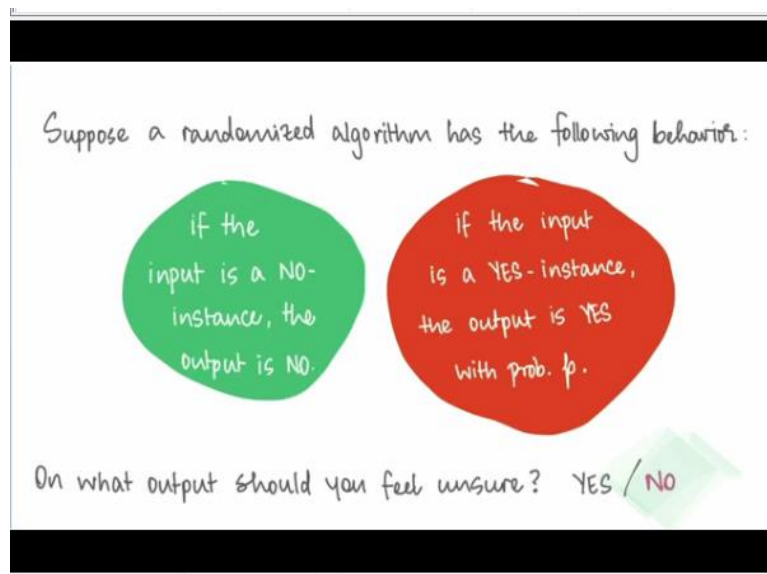 Suppose a randomized algorithm has the following behavior:
if the
input is a NO-
instance, the
output is NO.
if the input
is a YES-instance,
the output is YES
with prob. p.
On what output should you feel unsure? YES / NO